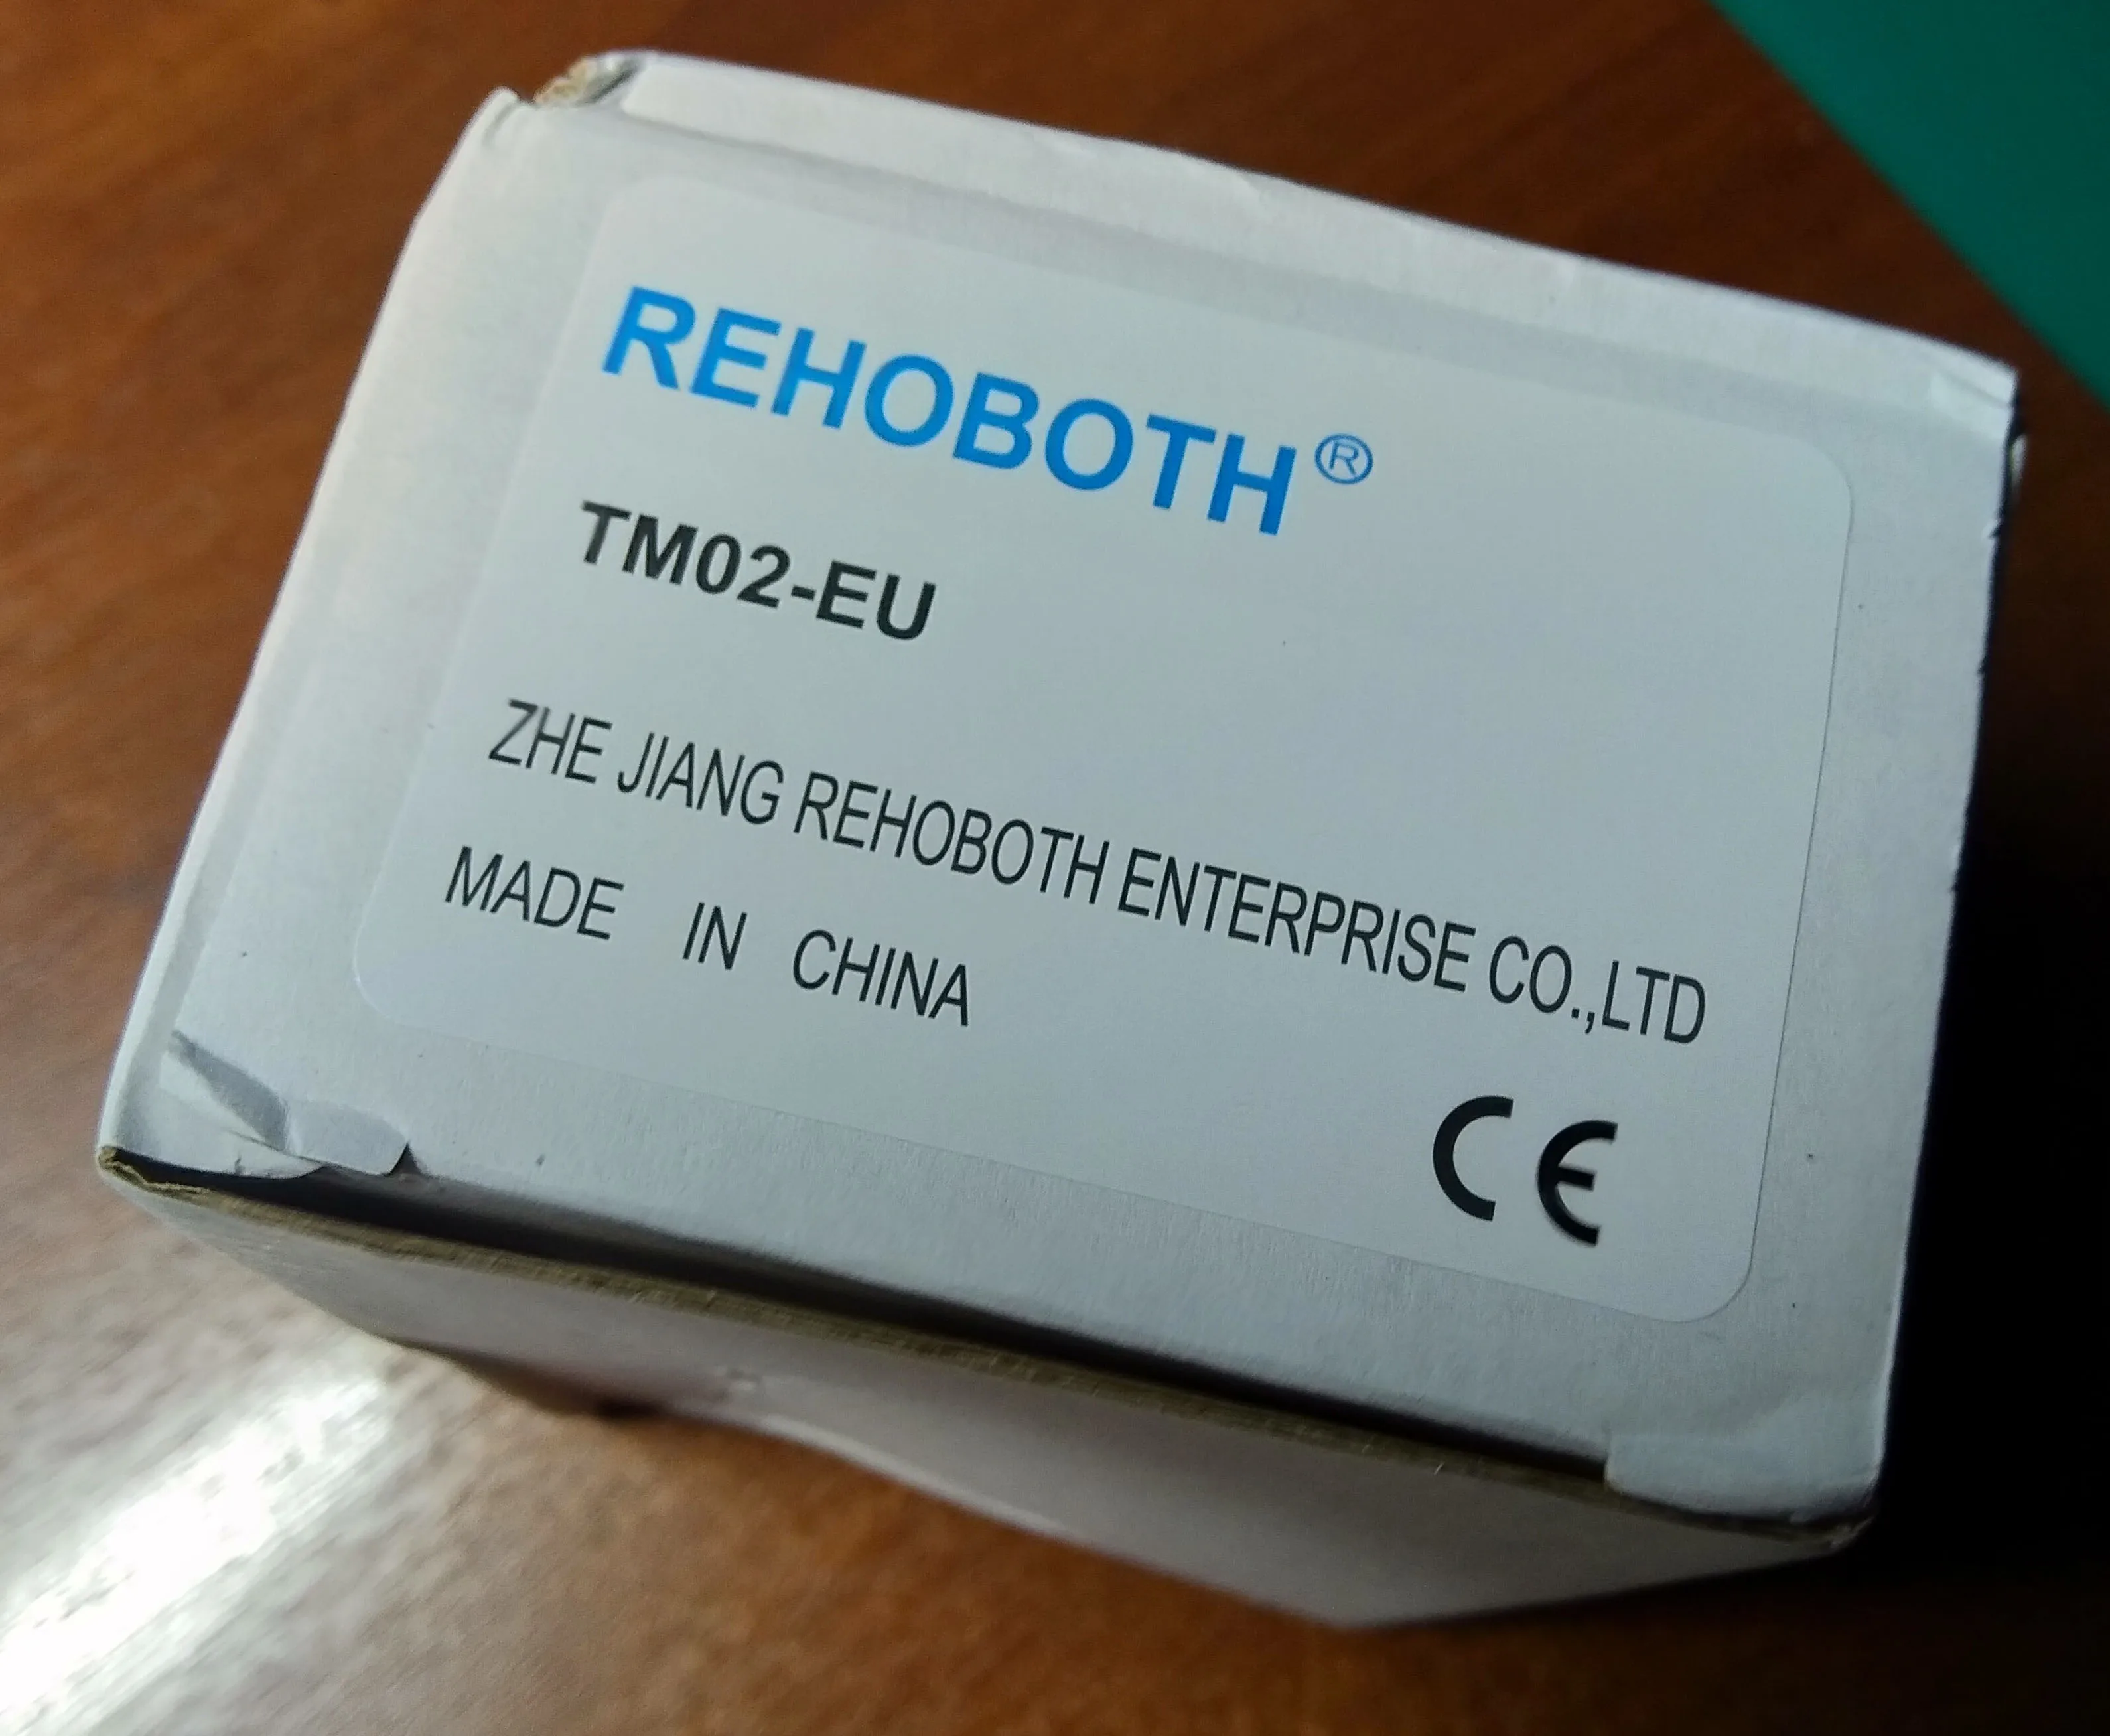 REHOBOTH®
TM02-EU
ZHE JIANG REHOBOTH ENTERPRISE CO.,LTD
MADE IN CHINA
CE